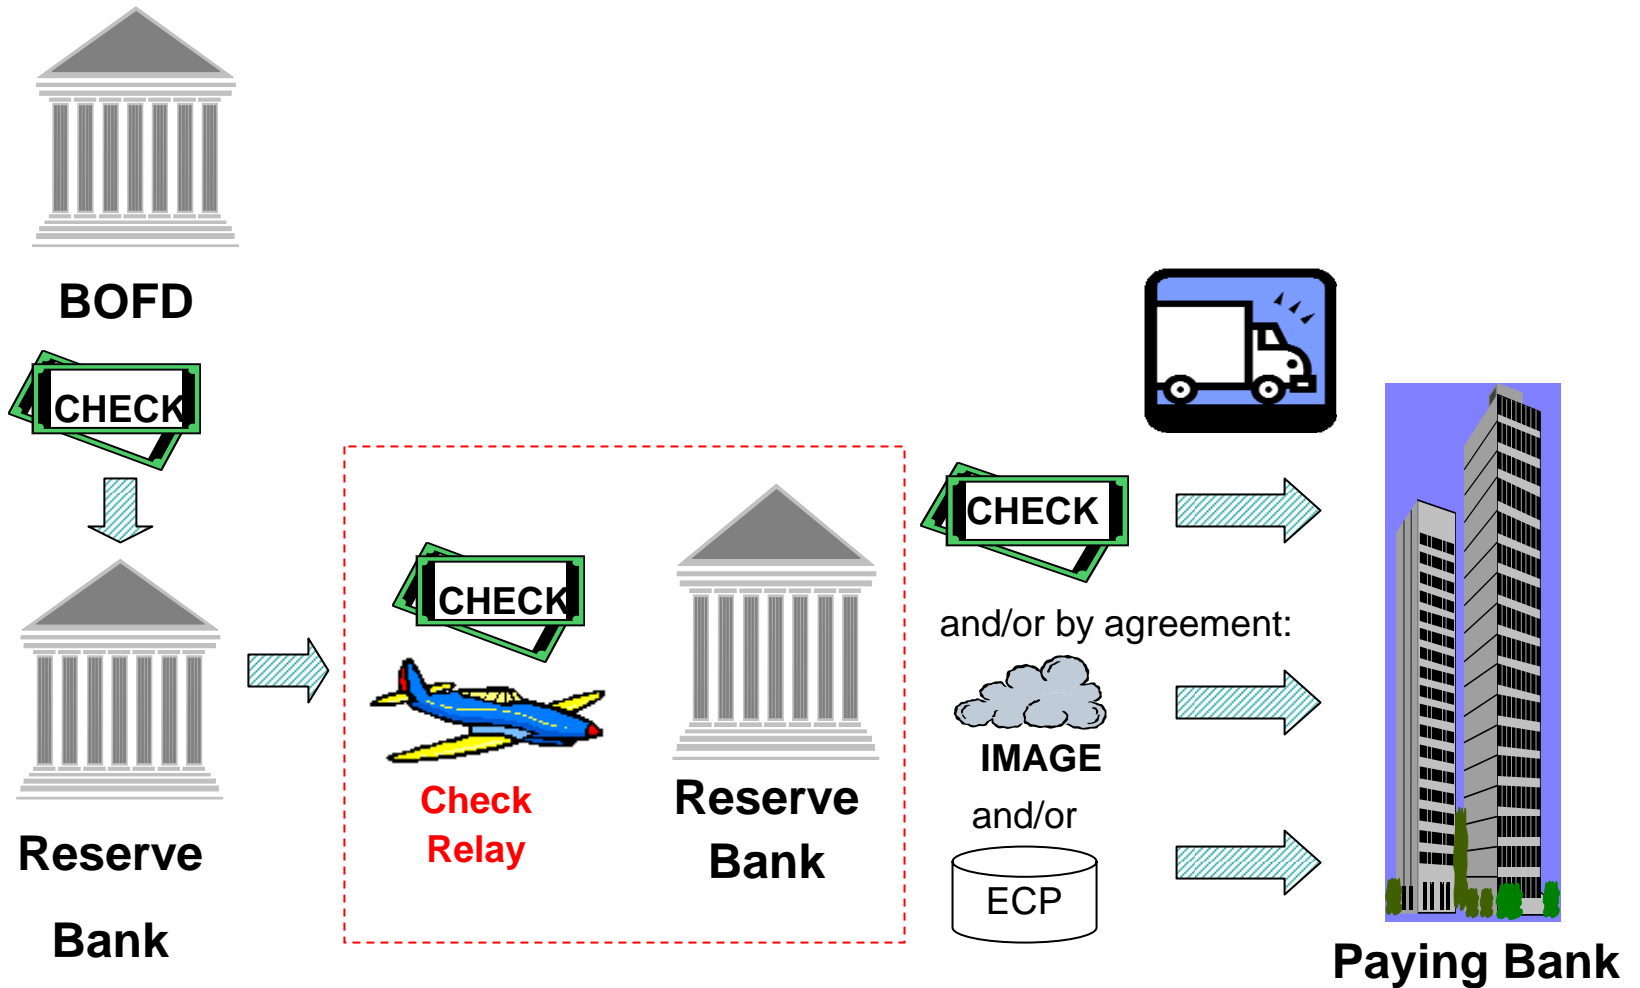 BOFD
CHECK
Reserve
Bank
CHECK
Check
Relay
Reserve
Bank
CHECK
and/or by agreement:
IMAGE
and/or
ECP
Paying Bank